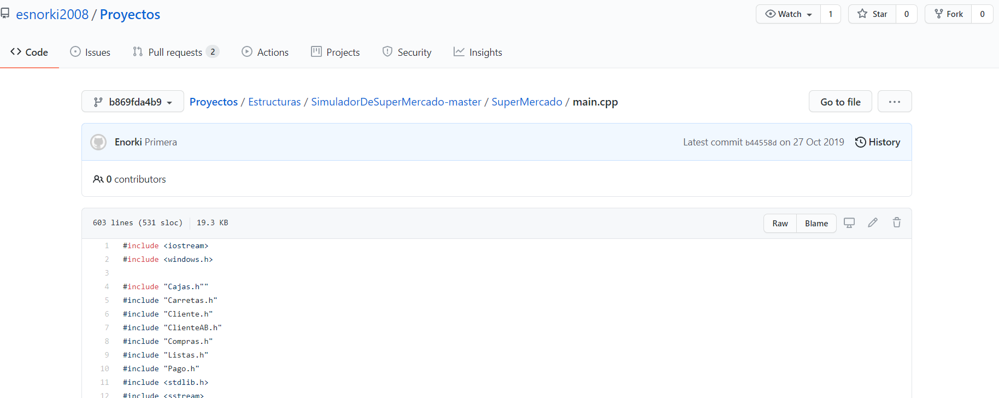 esnorki2008 / Proyectos
Watch 1 Star 0 Fork 0
Code Issues Pull requests 2 Actions Projects Security Insights
b869fda4b9 Proyectos / Estructuras / SimuladorDeSuperMercado-master / SuperMercado / main.cpp Go to file ...
Enorki Primera Latest commit b44558d on 27 Oct 2019 History
0 contributors
603 lines (531 sloc) 19.3 KB Raw Blame
1 #include <iostream>
2 #include <windows.h>
3
4 #include "Cajas.h""
5 #include "Carretas.h"
6 #include "Cliente.h"
7 #include "ClienteAB.h"
8 #include "Compras.h"
9 #include "Listas.h"
10 #include "Pago.h"
11 #include <stdlib.h>
12 #include <sstream>